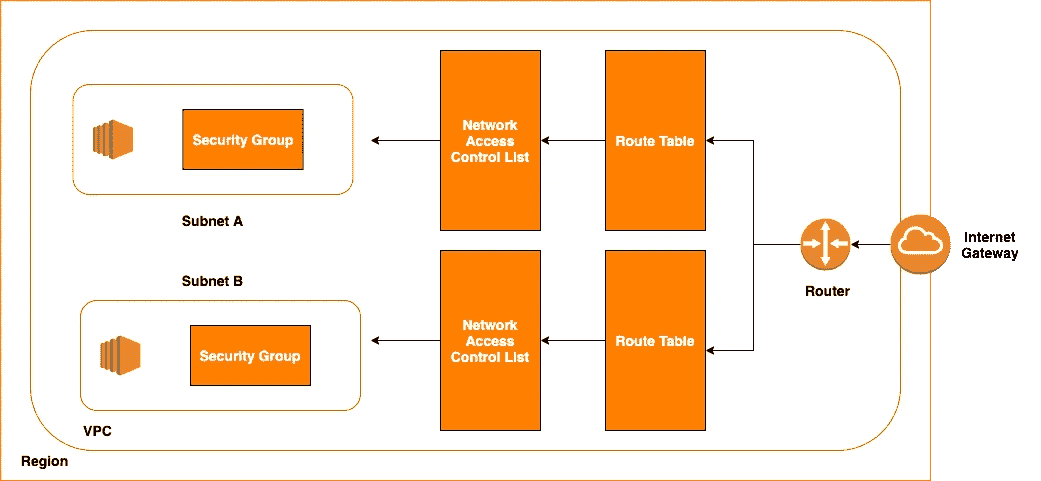 Security Group
Network
Access
Control List
Route Table
Subnet A
Internet
Gateway
Router
Subnet B
Security Group
Network
Access
Control List
Route Table
VPC
Region